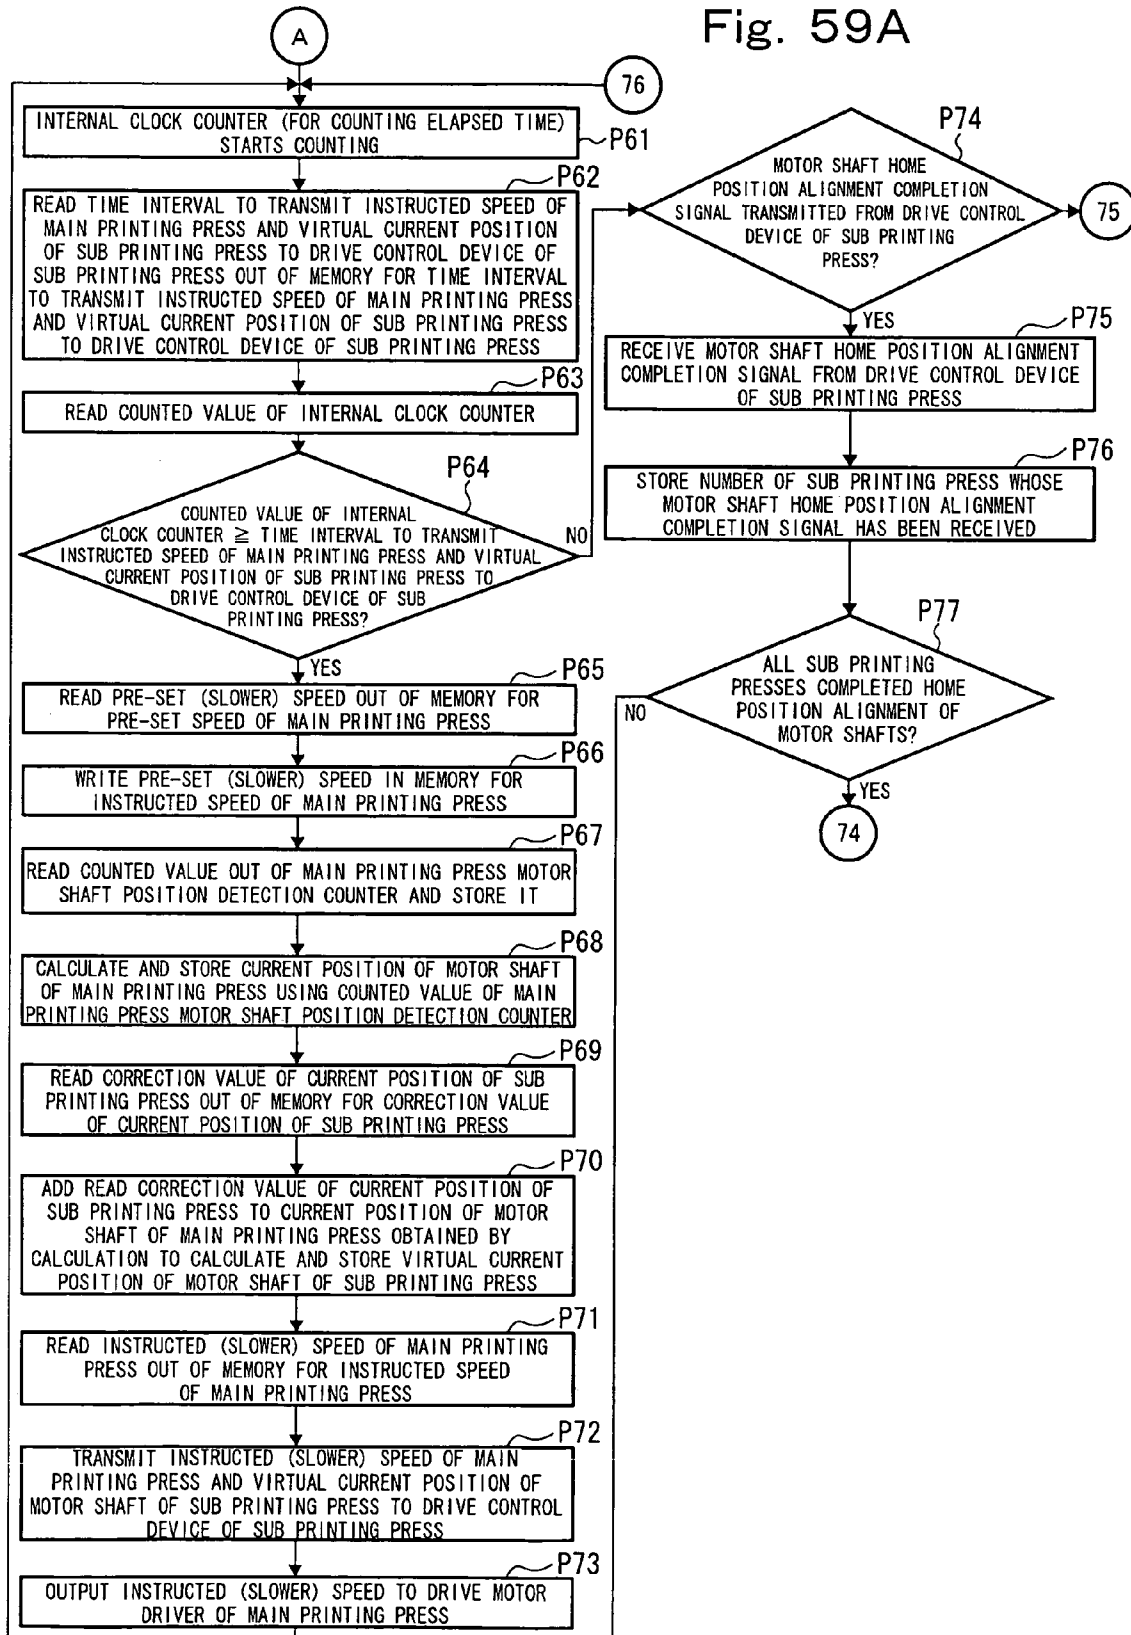 Fig. 59A
A
76
INTERNAL CLOCK COUNTER (FOR COUNTING ELAPSED TIME)
STARTS COUNTING
P61
P62
READ TIME INTERVAL TO TRANSMIT INSTRUCTED SPEED OF
MAIN PRINTING PRESS AND VIRTUAL CURRENT POSITION
OF SUB PRINTING PRESS TO DRIVE CONTROL DEVICE OF
SUB PRINTING PRESS OUT OF MEMORY FOR TIME INTERVAL
TO TRANSMIT INSTRUCTED SPEED OF MAIN PRINTING PRESS
AND VIRTUAL CURRENT POSITION OF SUB PRINTING PRESS
TO DRIVE CONTROL DEVICE OF SUB PRINTING PRESS
P63
READ COUNTED VALUE OF INTERNAL CLOCK COUNTER
P64
COUNTED VALUE OF INTERNAL
CLOCK COUNTER ≧ TIME INTERVAL TO TRANSMIT
INSTRUCTED SPEED OF MAIN PRINTING PRESS AND VIRTUAL
CURRENT POSITION OF SUB PRINTING PRESS TO
DRIVE CONTROL DEVICE OF SUB
PRINTING PRESS?
NO
YES
P65
READ PRE-SET (SLOWER) SPEED OUT OF MEMORY FOR
PRE-SET SPEED OF MAIN PRINTING PRESS
P66
WRITE PRE-SET (SLOWER) SPEED IN MEMORY FOR
INSTRUCTED SPEED OF MAIN PRINTING PRESS
P67
READ COUNTED VALUE OUT OF MAIN PRINTING PRESS MOTOR
SHAFT POSITION DETECTION COUNTER AND STORE IT
P68
CALCULATE AND STORE CURRENT POSITION OF MOTOR SHAFT
OF MAIN PRINTING PRESS USING COUNTED VALUE OF MAIN
PRINTING PRESS MOTOR SHAFT POSITION DETECTION COUNTER
P69
READ CORRECTION VALUE OF CURRENT POSITION OF SUB
PRINTING PRESS OUT OF MEMORY FOR CORRECTION VALUE
OF CURRENT POSITION OF SUB PRINTING PRESS
P70
ADD READ CORRECTION VALUE OF CURRENT POSITION OF
SUB PRINTING PRESS TO CURRENT POSITION OF MOTOR
SHAFT OF MAIN PRINTING PRESS OBTAINED BY
CALCULATION TO CALCULATE AND STORE VIRTUAL CURRENT
POSITION OF MOTOR SHAFT OF SUB PRINTING PRESS
P71
READ INSTRUCTED (SLOWER) SPEED OF MAIN PRINTING
PRESS OUT OF MEMORY FOR INSTRUCTED SPEED
OF MAIN PRINTING PRESS
P72
TRANSMIT INSTRUCTED (SLOWER) SPEED OF MAIN
PRINTING PRESS AND VIRTUAL CURRENT POSITION OF
MOTOR SHAFT OF SUB PRINTING PRESS TO DRIVE CONTROL
DEVICE OF SUB PRINTING PRESS
P73
OUTPUT INSTRUCTED (SLOWER) SPEED TO DRIVE MOTOR
DRIVER OF MAIN PRINTING PRESS
P74
MOTOR SHAFT HOME
POSITION ALIGNMENT COMPLETION
SIGNAL TRANSMITTED FROM DRIVE CONTROL
DEVICE OF SUB PRINTING
PRESS?
75
YES
P75
RECEIVE MOTOR SHAFT HOME POSITION ALIGNMENT
COMPLETION SIGNAL FROM DRIVE CONTROL DEVICE
OF SUB PRINTING PRESS
P76
STORE NUMBER OF SUB PRINTING PRESS WHOSE
MOTOR SHAFT HOME POSITION ALIGNMENT
COMPLETION SIGNAL HAS BEEN RECEIVED
P77
ALL SUB PRINTING
PRESSES COMPLETED HOME
POSITION ALIGNMENT OF
MOTOR SHAFTS?
NO
YES
74